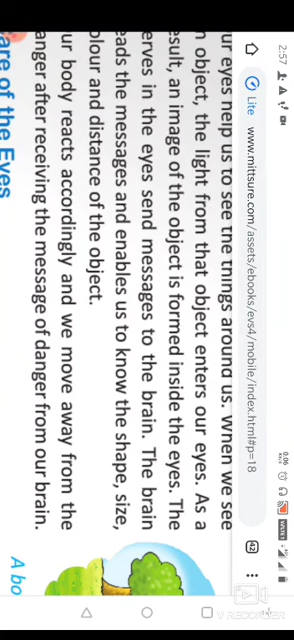 2:57
Lite www.mittsure.com/assets/ebooks/evs4/mobile/index.html#p=18
42
0.06
ur eyes help us to see the things around us. When we see
n object, the light from that object enters our eyes. As a
esult, an image of the object is formed inside the eyes. The
erves in the eyes send messages to the brain. The brain
eads the messages and enables us to know the shape, size,
olour and distance of the object.
ur body reacts accordingly and we move away from the
anger after receiving the message of danger from our brain.
are of the Eyes
A bo
V RECORDER